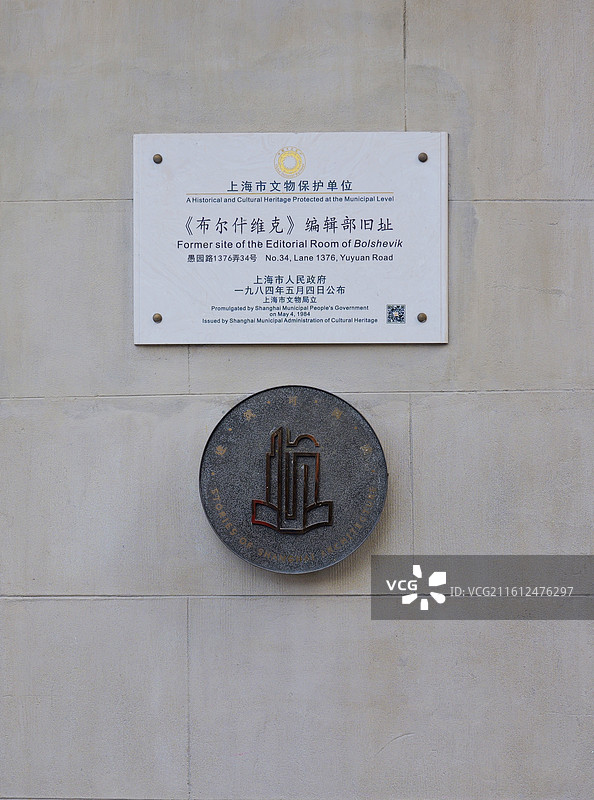 上海市文物保护单位
A Historical and Cultural Heritage Protected at the Municipal Level
《布尔什维克》编辑部旧址
Former site of the Editorial Room of Bolshevik
愚园路1376弄34号 No.34, Lane 1376, Yuyuan Road
上海市人民政府
一九八四年五月四日公布
上海市文物局立
Promulgated by Shanghai Municipal People's Government
on May 4, 1984
Issued by Shanghai Municipal Administration of Cultural Heritage
VCG
ID: VCG211612476297